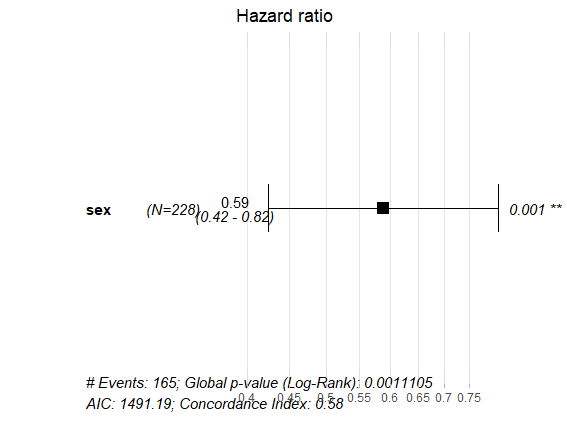 Hazard ratio
sex (N=228) 0.59 0.001 **
(0.42 - 0.82)
# Events: 165; Global p-value (Log-Rank): 0.0011105
0.4 0.45 0.5 0.55 0.6 0.65 0.7 0.75
AIC: 1491.19; Concordance Index: 0.58